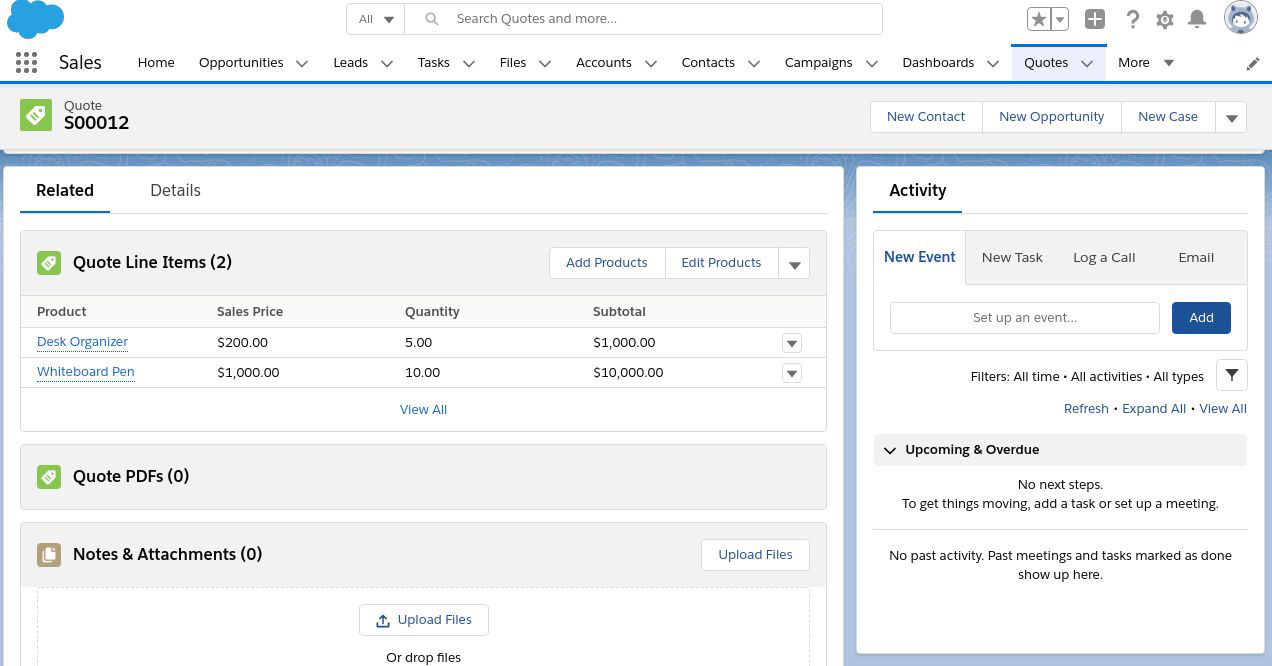 All
Search Quotes and more...
Sales
Home
Opportunities
Leads
Tasks
Files
Accounts
Contacts
Campaigns
Dashboards
Quotes
More
Quote
S00012
New Contact
New Opportunity
New Case
Related
Details
Quote Line Items (2)
Add Products
Edit Products
Product Sales Price Quantity Subtotal
Desk Organizer $200.00 5.00 $1,000.00
Whiteboard Pen $1,000.00 10.00 $10,000.00
View All
Quote PDFs (0)
Notes & Attachments (0)
Upload Files
Upload Files
Or drop files
Activity
New Event
New Task
Log a Call
Email
Set up an event...
Add
Filters: All time • All activities • All types
Refresh • Expand All • View All
Upcoming & Overdue
No next steps.
To get things moving, add a task or set up a meeting.
No past activity. Past meetings and tasks marked as done
show up here.